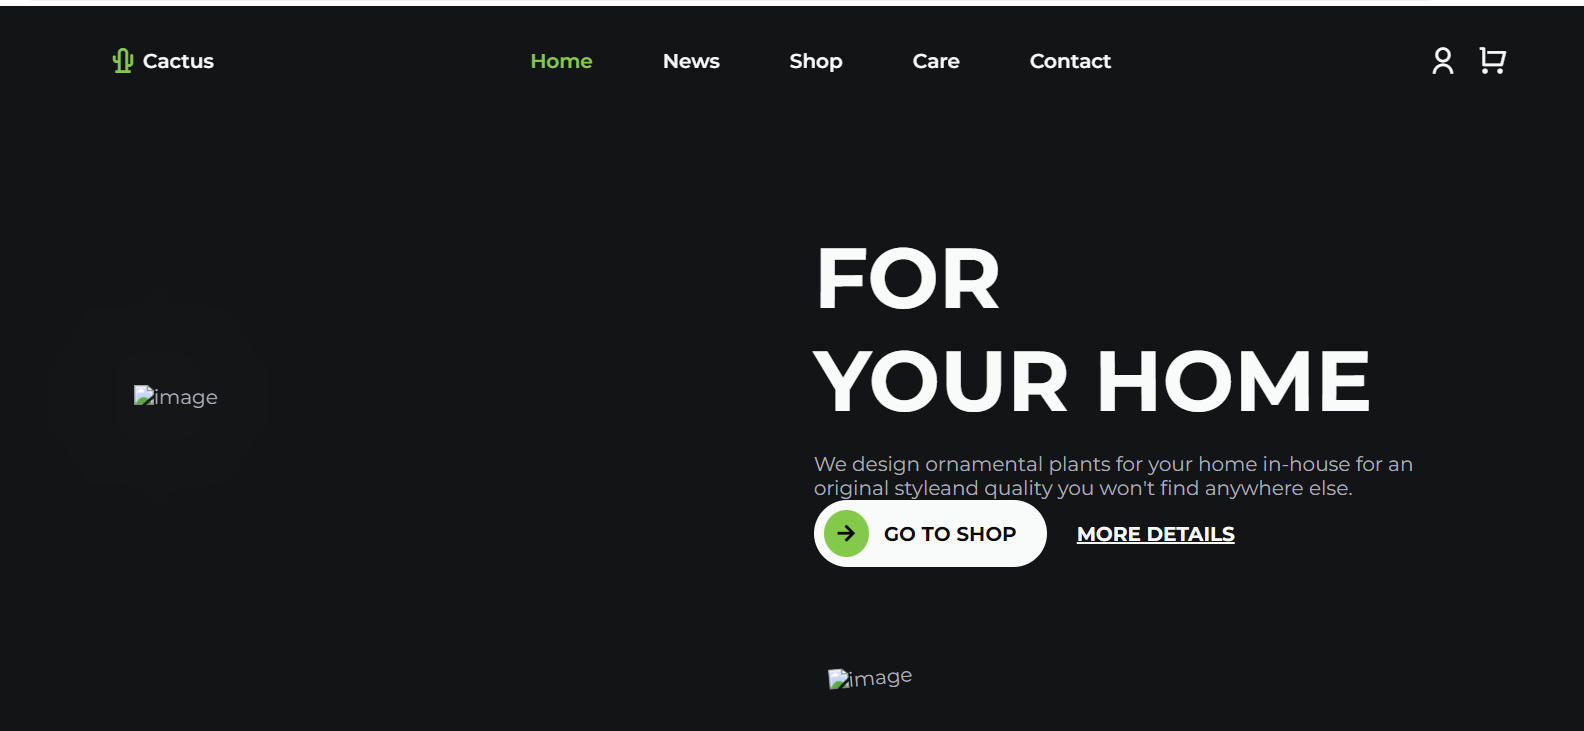 Cactus
Home News Shop Care Contact
FOR
YOUR HOME
image
We design ornamental plants for your home in-house for an
original styleand quality you won't find anywhere else.
GO TO SHOP MORE DETAILS
image